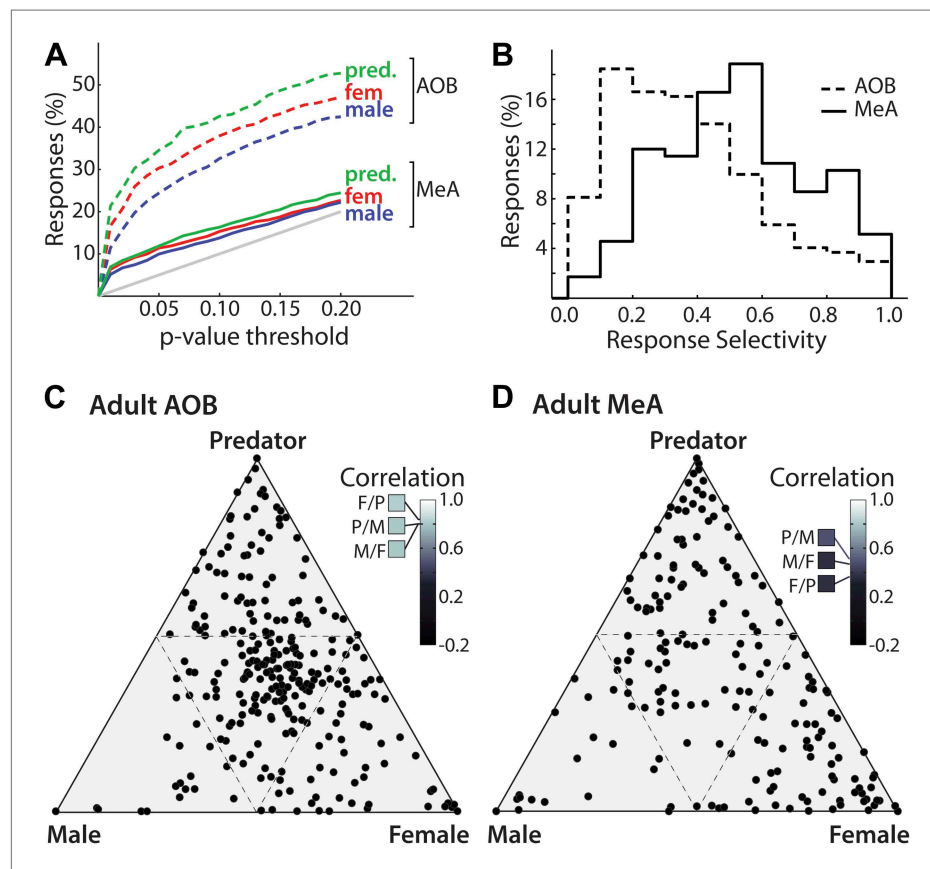 A
Responses (%)
50
40
30
20
10
0.05 0.10 0.15 0.20
p-value threshold
pred.
fem
male
AOB
pred.
fem
male
MeA
B
Responses (%)
16
12
8
4
0.0 0.2 0.4 0.6 0.8 1.0
Response Selectivity
AOB
MeA
C Adult AOB
Predator
Correlation
F/P
P/M
M/F
1.0
0.6
0.2
-0.2
Male Female
D Adult MeA
Predator
Correlation
P/M
M/F
F/P
1.0
0.6
0.2
-0.2
Male Female